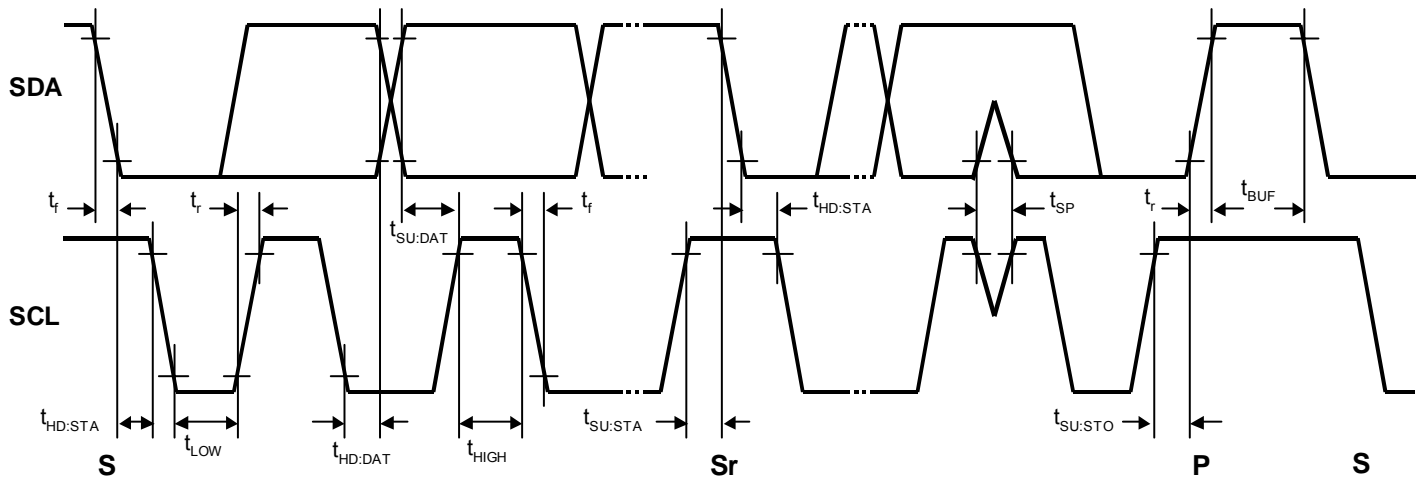 SDA
t_f t_r t_SU:DAT t_f t_HD:STA t_SP t_r t_BUF
SCL
t_HD:STA t_LOW t_HD:DAT t_HIGH t_SU:STA t_SU:STO
S Sr P S